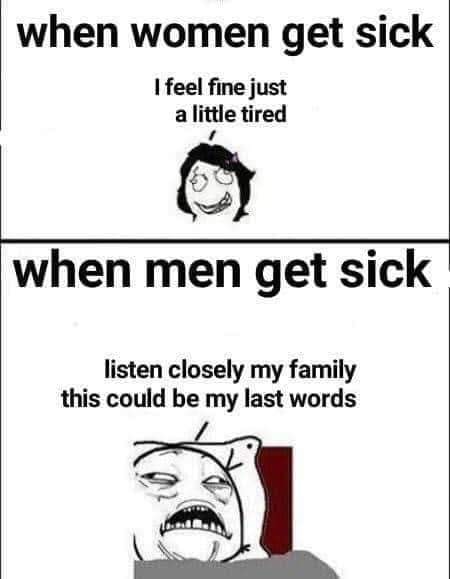 when women get sick
I feel fine just
a little tired
when men get sick
listen closely my family
this could be my last words